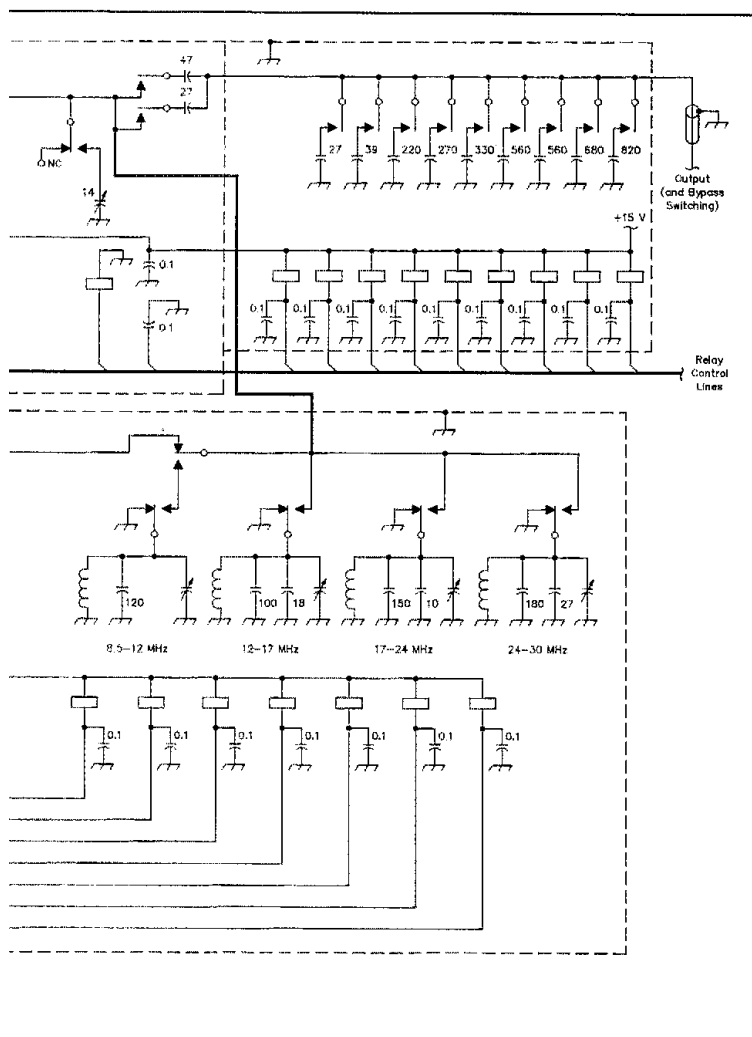 47
27
NC
14
27 39 220 270 330 560 560 680 820
Output
(and Bypass
Switching)
+15 V
0.1
0.1
0.1 0.1 0.1 0.1 0.1 0.1 0.1 0.1 0.1
Relay
Control
Lines
120 100 18 150 10 180 27
8.5–12 MHz 12–17 MHz 17–24 MHz 24–30 MHz
0.1 0.1 0.1 0.1 0.1 0.1 0.1